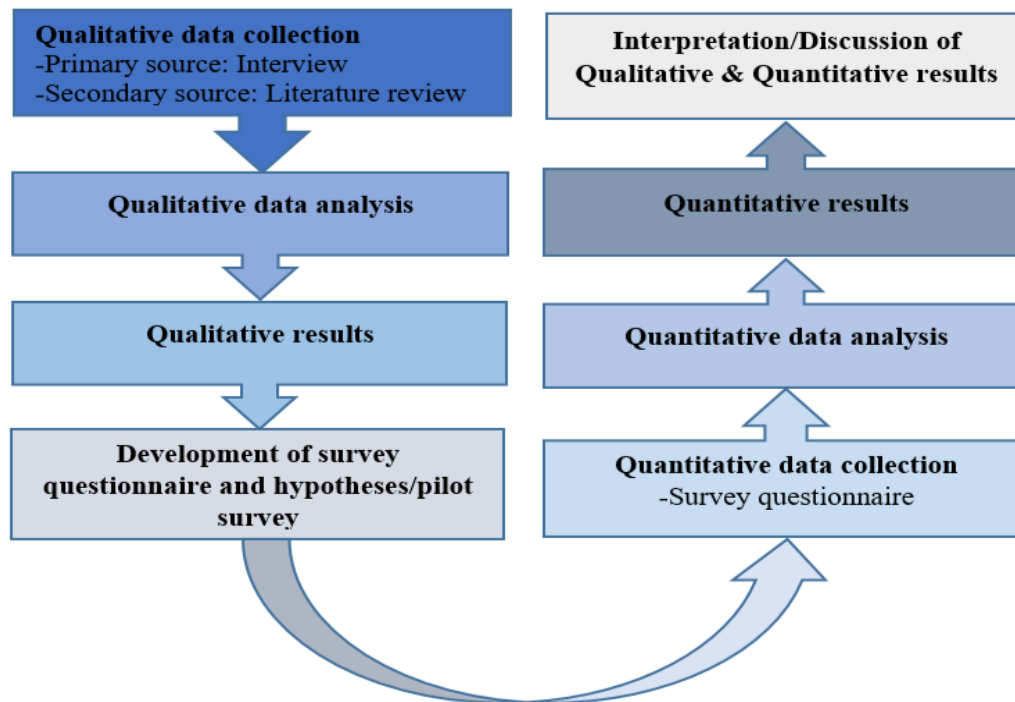 Qualitative data collection
-Primary source: Interview
-Secondary source: Literature review
Qualitative data analysis
Qualitative results
Development of survey
questionnaire and hypotheses/pilot
survey
Interpretation/Discussion of
Qualitative & Quantitative results
Quantitative results
Quantitative data analysis
Quantitative data collection
-Survey questionnaire